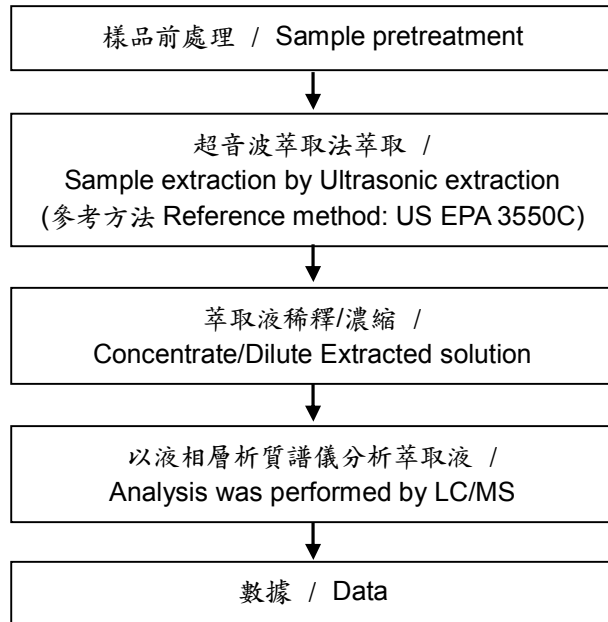 樣品前處理 / Sample pretreatment
超音波萃取法萃取 /
Sample extraction by Ultrasonic extraction
(參考方法 Reference method: US EPA 3550C)
萃取液稀釋/濃縮 /
Concentrate/Dilute Extracted solution
以液相層析質譜儀分析萃取液 /
Analysis was performed by LC/MS
數據 / Data